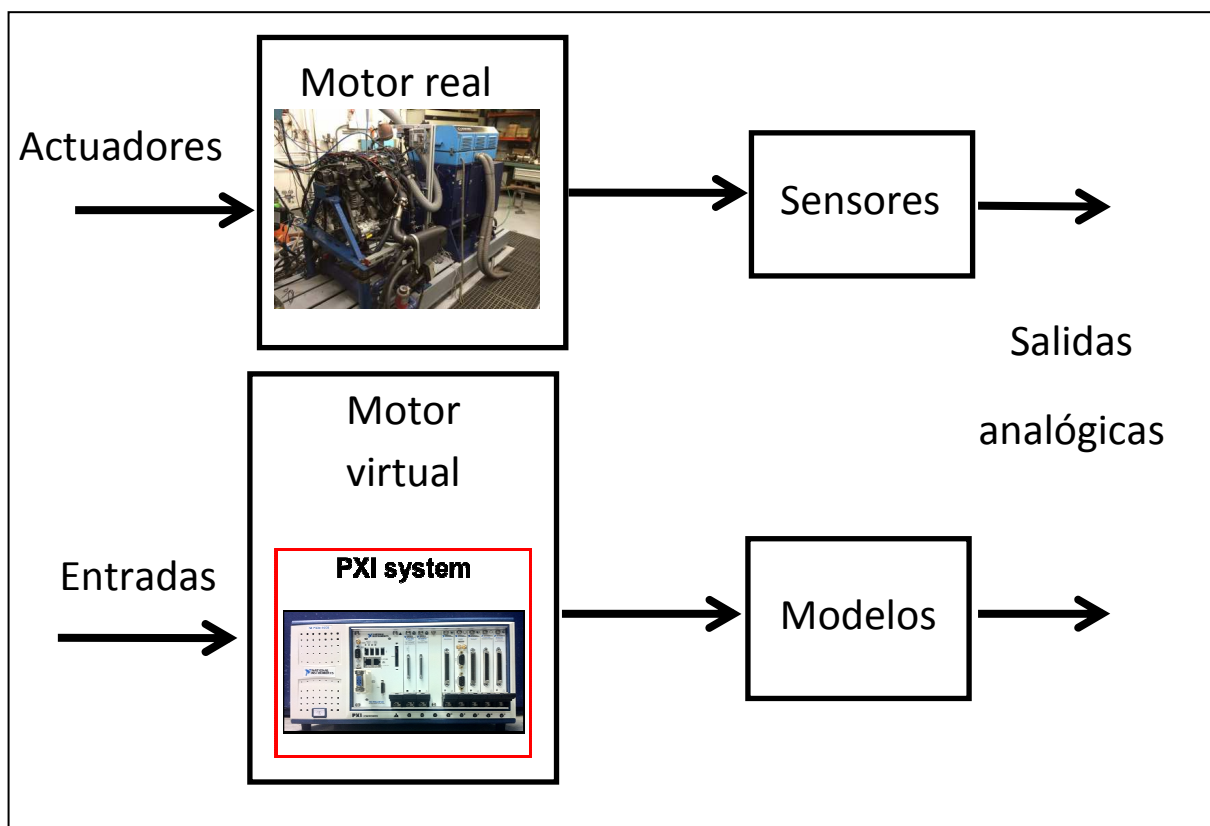 Motor real
Actuadores
Sensores
Salidas
analógicas
Motor
virtual
PXI system
Entradas
Modelos